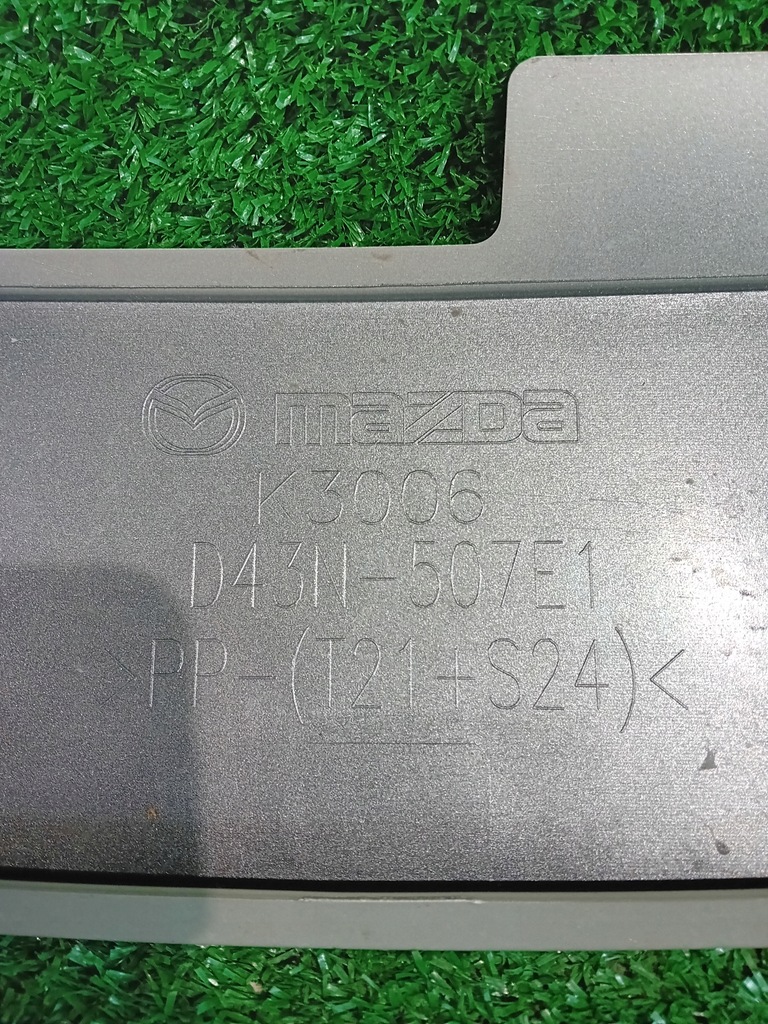 mazda
K3006
D43N-507E1
>PP-(T21+S24)<